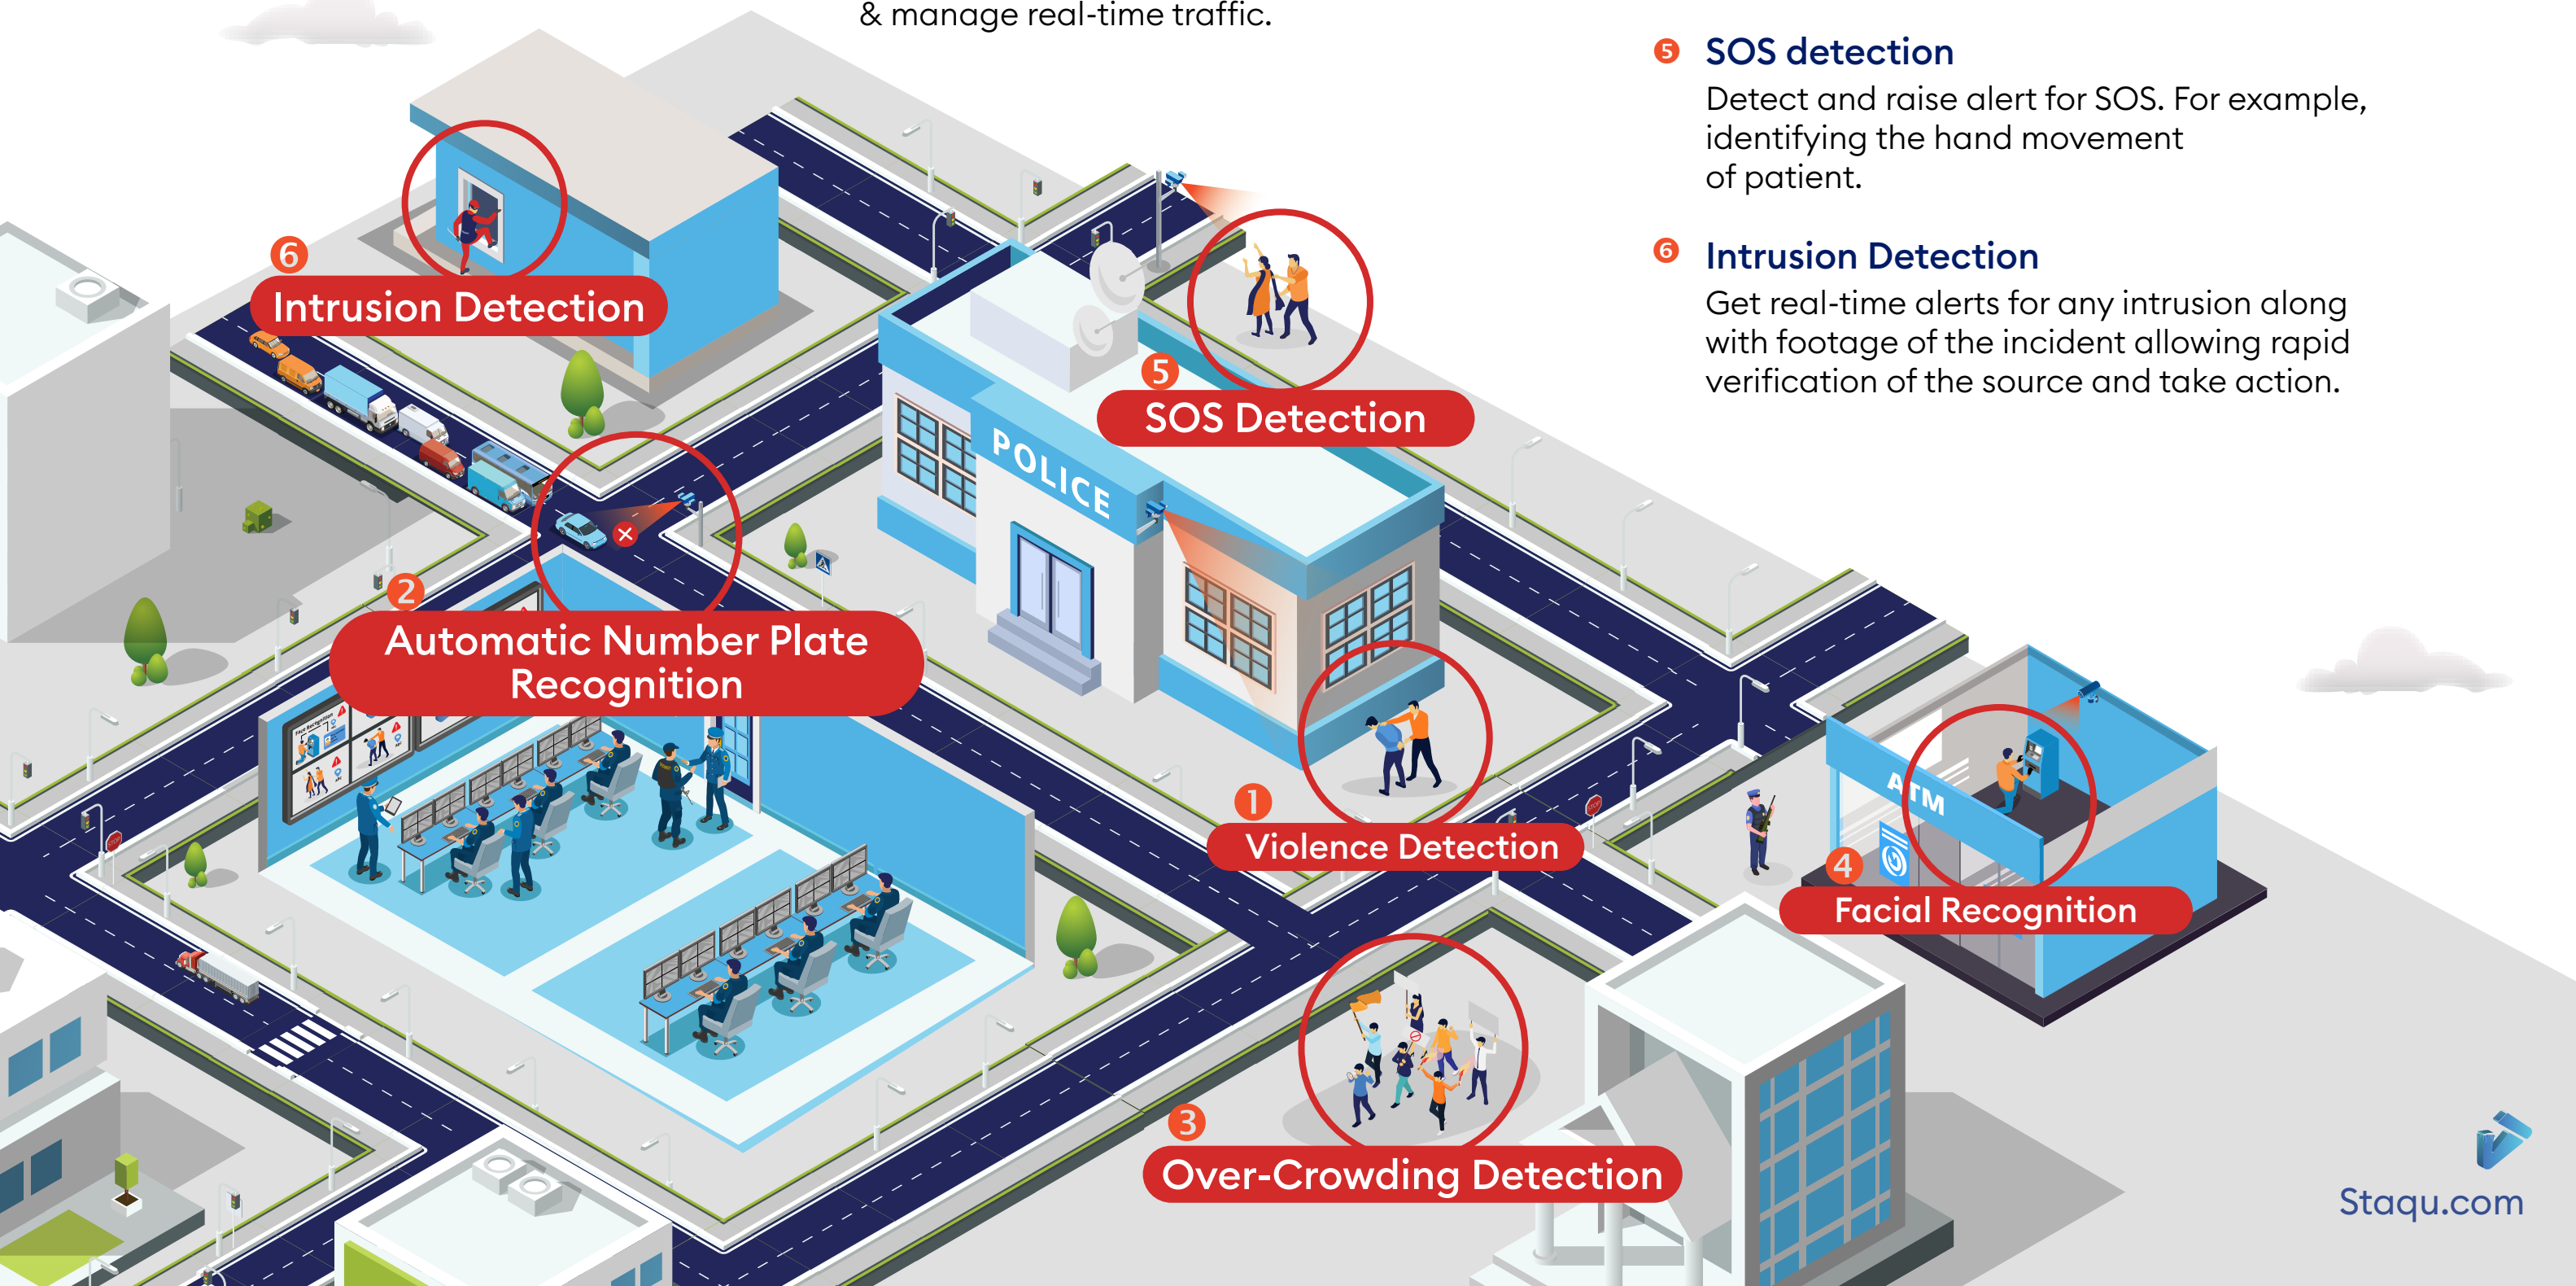 & manage real-time traffic.
5 SOS detection
Detect and raise alert for SOS. For example,
identifying the hand movement
of patient.
6 Intrusion Detection
Get real-time alerts for any intrusion along
with footage of the incident allowing rapid
verification of the source and take action.
6
Intrusion Detection
5
SOS Detection
POLICE
2
Automatic Number Plate
Recognition
Face Recognition
1
Violence Detection
ATM
4
Facial Recognition
3
Over-Crowding Detection
Staqu.com